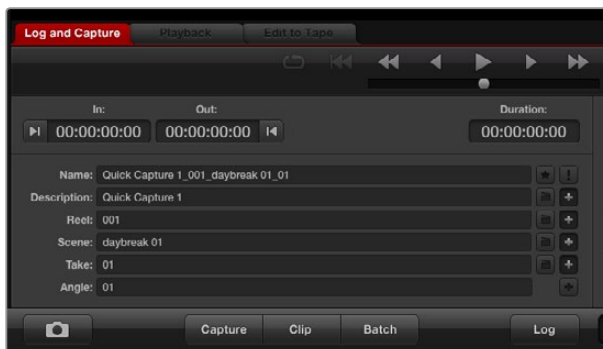 Log and Capture Playback Edit to Tape
In: Out: Duration:
00:00:00:00 00:00:00:00 00:00:00:00
Name: Quick Capture 1_001_daybreak 01_01
Description: Quick Capture 1
Reel: 001
Scene: daybreak 01
Take: 01
Angle: 01
Capture Clip Batch Log